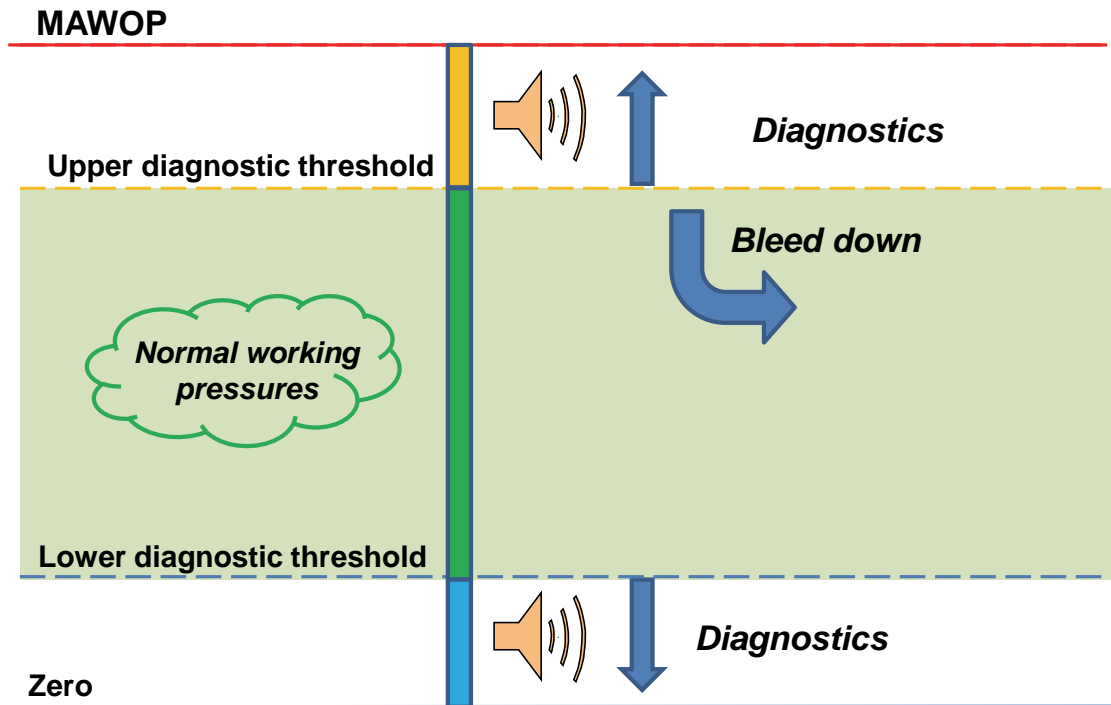 MAWOP
Diagnostics
Upper diagnostic threshold
Bleed down
Normal working
pressures
Lower diagnostic threshold
Diagnostics
Zero